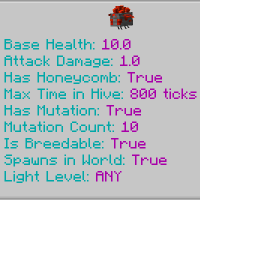 Base Health: 10.0
Attack Damage: 1.0
Has Honeycomb: True
Max Time in Hive: 800 ticks
Has Mutation: True
Mutation Count: 10
Is Breedable: True
Spawns in World: True
Light Level: ANY